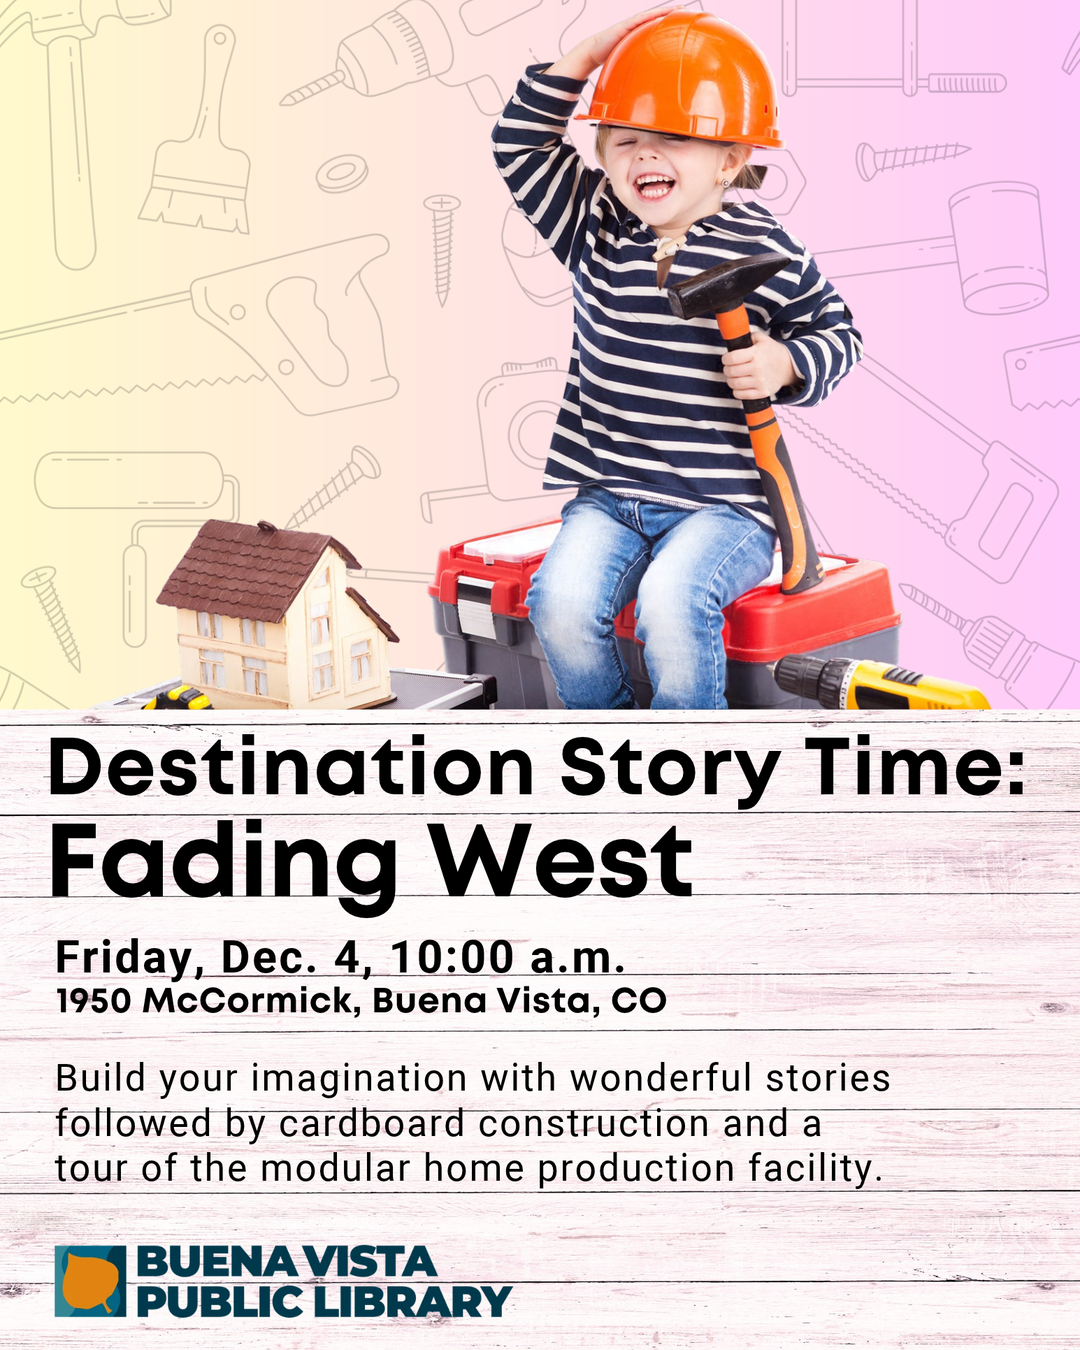 Destination Story Time:
Fading West
Friday, Dec. 4, 10:00 a.m.
1950 McCormick, Buena Vista, CO
Build your imagination with wonderful stories
followed by cardboard construction and a
tour of the modular home production facility.
BUENA VISTA
PUBLIC LIBRARY